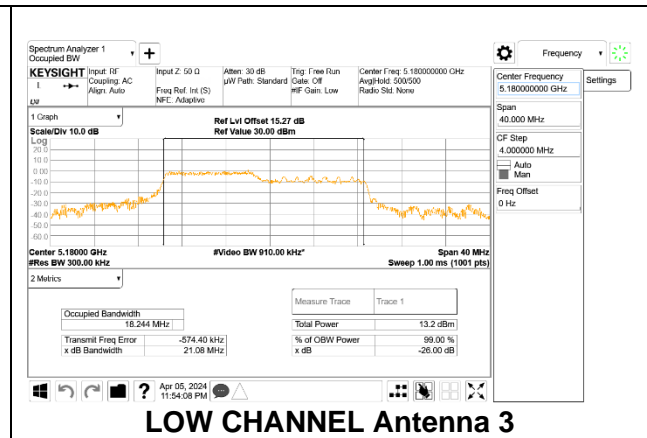 Spectrum Analyzer 1
Occupied BW
+
Frequency
KEYSIGHT
Input: RF
Coupling: AC
Align: Auto
Input Z: 50 Ω
Freq Ref: Int (S)
NFE: Adaptive
Atten: 30 dB
µW Path: Standard
Trig: Free Run
Gate: Off
#IF Gain: Low
Center Freq: 5.180000000 GHz
Avg|Hold: 500/500
Radio Std: None
Center Frequency
5.180000000 GHz
Settings
Span
40.000 MHz
CF Step
4.000000 MHz
Auto
Man
Freq Offset
0 Hz
1 Graph
Ref Lvl Offset 15.27 dB
Scale/Div 10.0 dB
Ref Value 30.00 dBm
Log
20.0
10.0
0.00
-10.0
-20.0
-30.0
-40.0
-50.0
-60.0
Center 5.18000 GHz
#Video BW 910.00 kHz*
Span 40 MHz
#Res BW 300.00 kHz
Sweep 1.00 ms (1001 pts)
2 Metrics
Measure Trace
Trace 1
Occupied Bandwidth
18.244 MHz
Total Power
13.2 dBm
Transmit Freq Error
-574.40 kHz
% of OBW Power
99.00 %
x dB Bandwidth
21.08 MHz
x dB
-26.00 dB
?
Apr 05, 2024
11:54:08 PM
LOW CHANNEL Antenna 3